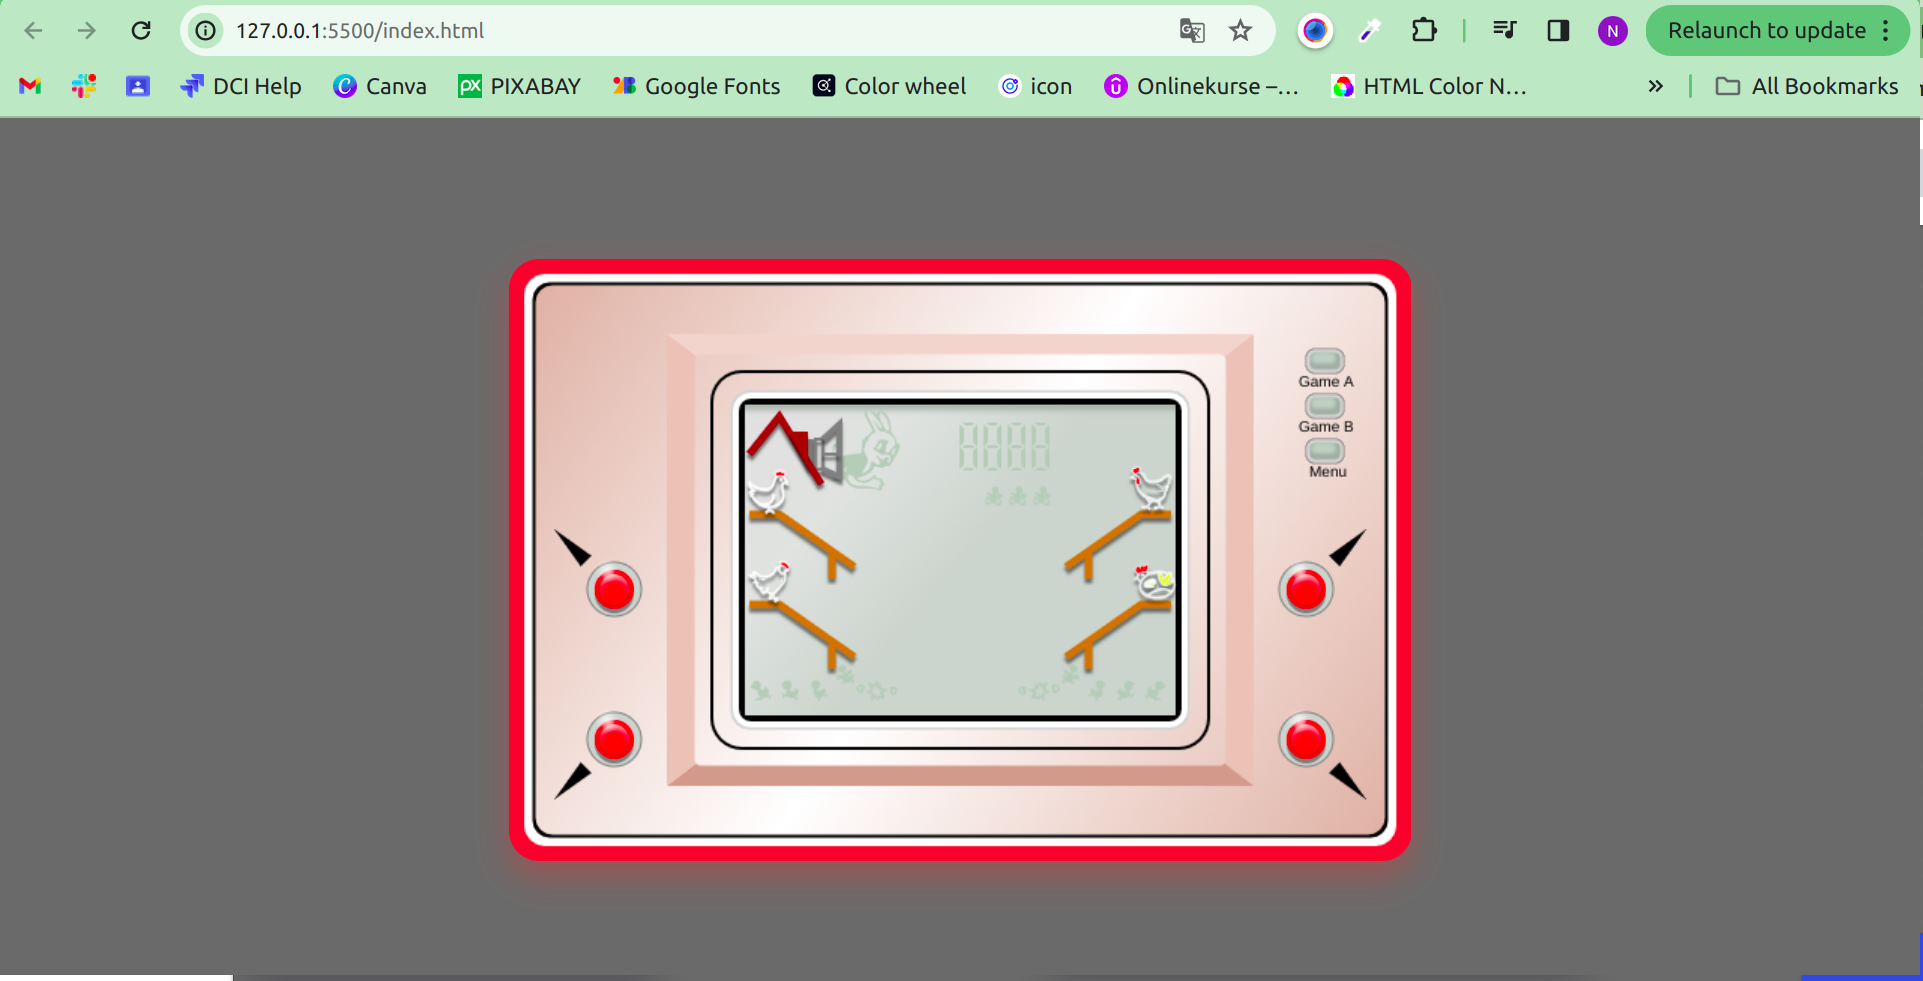 127.0.0.1:5500/index.html
N
Relaunch to update
DCI Help
Canva
PX PIXABAY
Google Fonts
Color wheel
icon
Onlinekurse –...
HTML Color N...
»
All Bookmarks
8888
Game A
Game B
Menu